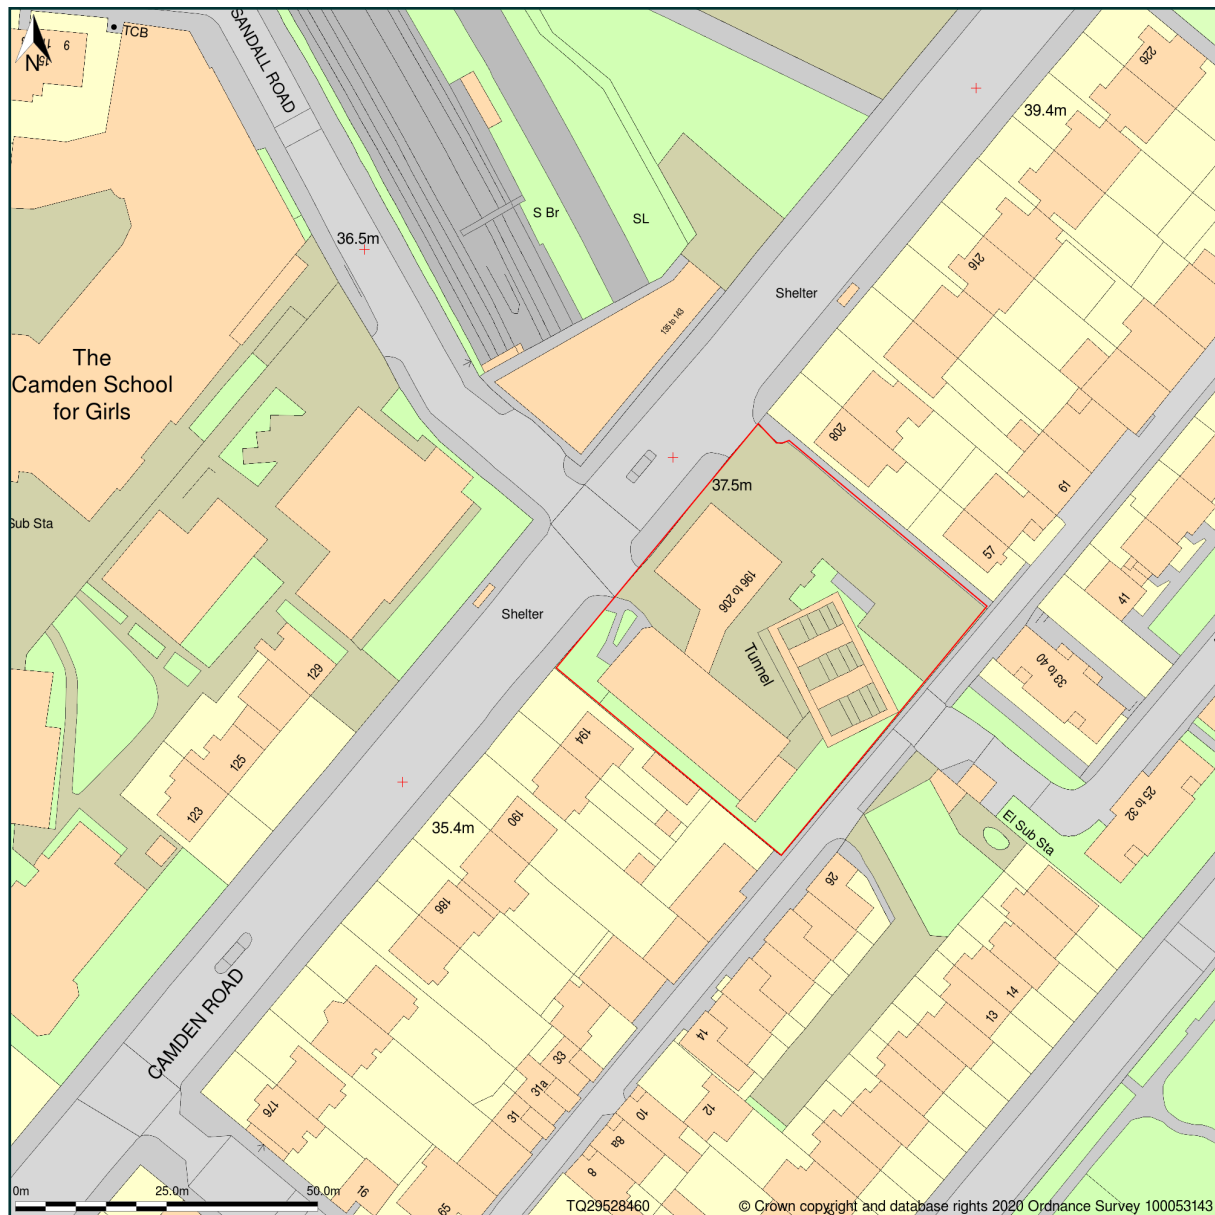 TCB
9
N
SANDALL ROAD
226
39.4m
S Br
SL
36.5m
216
Shelter
135 to 143
The
Camden School
for Girls
208
37.5m
61
Sub Sta
57
196 to 206
41
Shelter
Tunnel
33 to 40
129
194
125
123
25 to 32
190
35.4m
El Sub Sta
186
26
14
13
CAMDEN ROAD
14
33
31a
31
176
12
10
8a
8
16
65
0m
25.0m
50.0m
TQ29528460
© Crown copyright and database rights 2020 Ordnance Survey 100053143